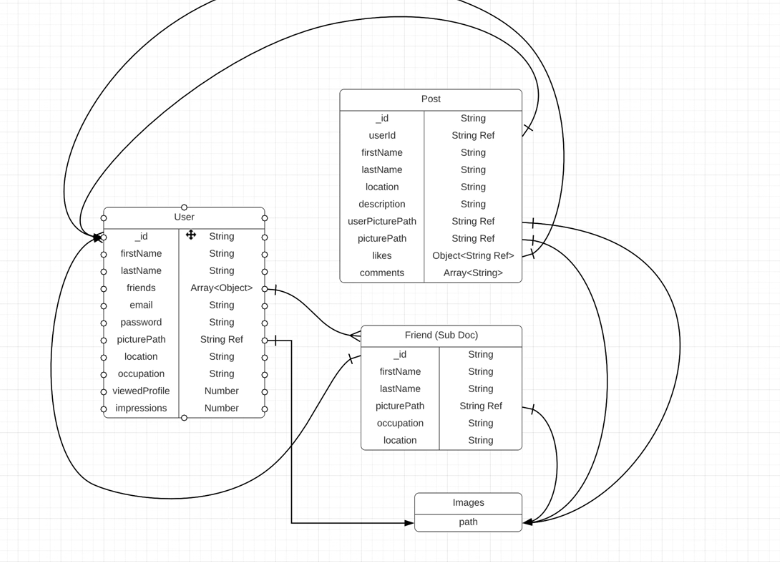 Post
_id String
userId String Ref
firstName String
lastName String
location String
description String
userPicturePath String Ref
picturePath String Ref
likes Object<String Ref>
comments Array<String>
User
_id String
firstName String
lastName String
friends Array<Object>
email String
password String
picturePath String Ref
location String
occupation String
viewedProfile Number
impressions Number
Friend (Sub Doc)
_id String
firstName String
lastName String
picturePath String Ref
occupation String
location String
Images
path